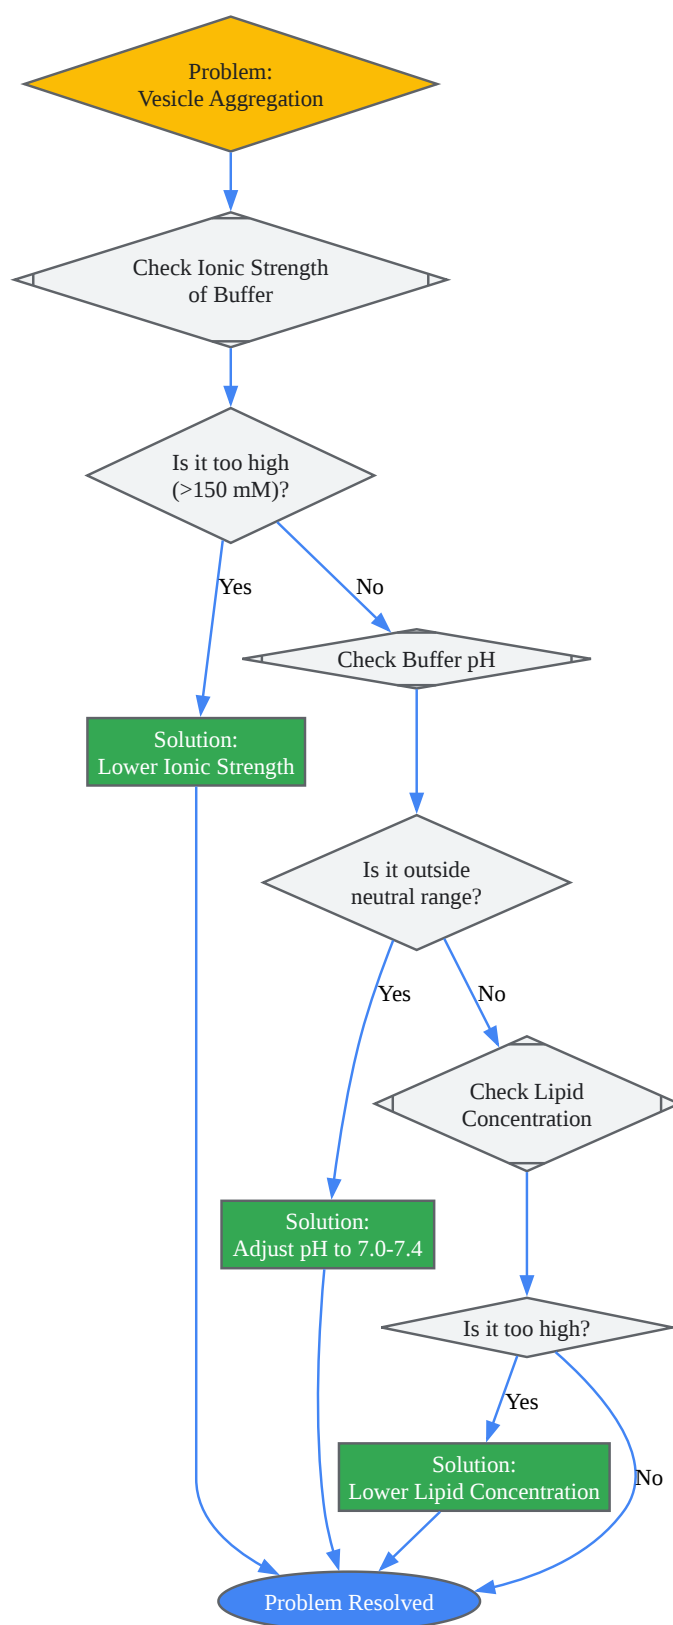 Problem:
Vesicle Aggregation
Check Ionic Strength
of Buffer
Is it too high
(>150 mM)?
Yes
No
Check Buffer pH
Solution:
Lower Ionic Strength
Is it outside
neutral range?
Yes
No
Check Lipid
Concentration
Solution:
Adjust pH to 7.0-7.4
Is it too high?
Yes
Solution:
Lower Lipid Concentration
No
Problem Resolved